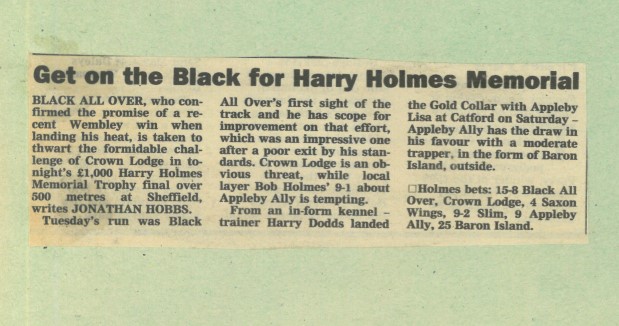 Get on the Black for Harry Holmes Memorial
BLACK ALL OVER, who con-
firmed the promise of a re-
cent Wembley win when
landing his heat, is taken to
thwart the formidable chal-
lenge of Crown Lodge in to-
night's £1,000 Harry Holmes
Memorial Trophy final over
500 metres at Sheffield,
writes JONATHAN HOBBS.
Tuesday's run was Black
All Over's first sight of the
track and he has scope for
improvement on that effort,
which was an impressive one
after a poor exit by his stan-
dards. Crown Lodge is an ob-
vious threat, while local
layer Bob Holmes' 9-1 about
Appleby Ally is tempting.
From an in-form kennel –
trainer Harry Dodds landed
the Gold Collar with Appleby
Lisa at Catford on Saturday –
Appleby Ally has the draw in
his favour with a moderate
trapper, in the form of Baron
Island, outside.
□Holmes bets: 15-8 Black All
Over, Crown Lodge, 4 Saxon
Wings, 9-2 Slim, 9 Appleby
Ally, 25 Baron Island.